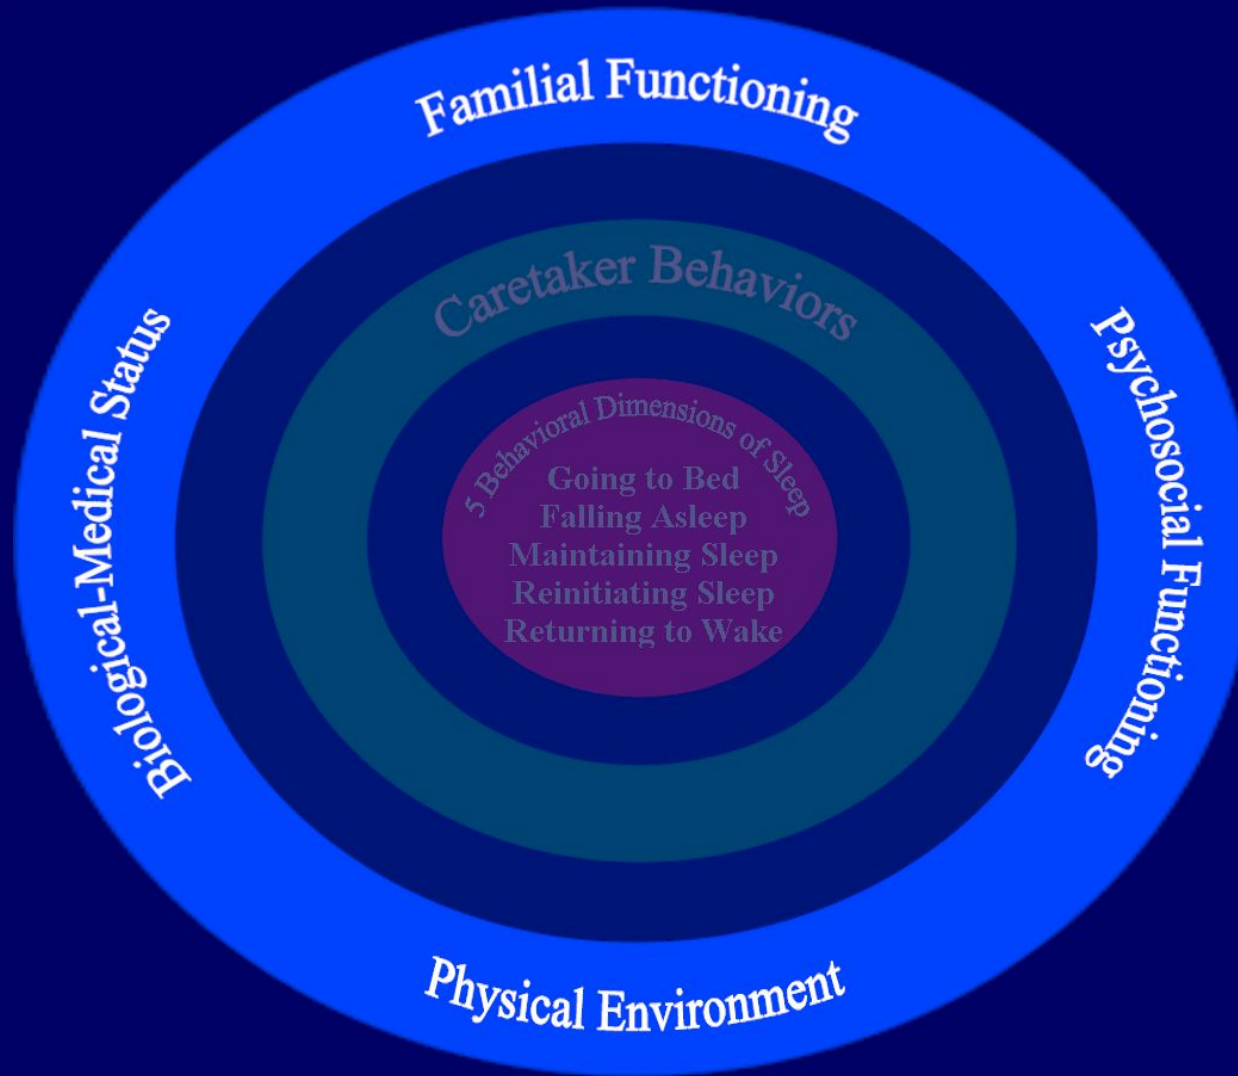 Familial Functioning
Caretaker Behaviors
Biological-Medical Status
Psychosocial Functioning
5 Behavioral Dimensions of Sleep
Going to Bed
Falling Asleep
Maintaining Sleep
Reinitiating Sleep
Returning to Wake
Physical Environment